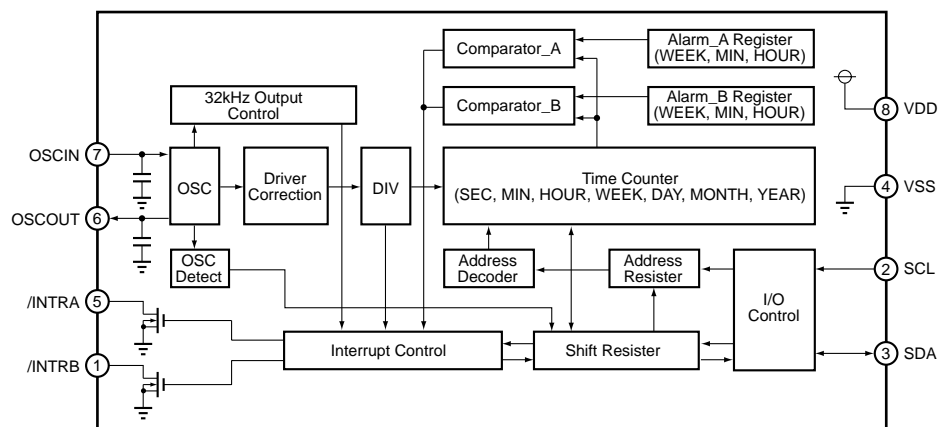 Comparator_A
Alarm_A Register
(WEEK, MIN, HOUR)
32kHz Output
Control
Comparator_B
Alarm_B Register
(WEEK, MIN, HOUR)
8 VDD
OSCIN 7
OSC
Driver
Correction
DIV
Time Counter
(SEC, MIN, HOUR, WEEK, DAY, MONTH, YEAR)
4 VSS
OSCOUT 6
OSC
Detect
Address
Decoder
Address
Register
I/O
Control
2 SCL
/INTRA 5
Interrupt Control
Shift Resister
3 SDA
/INTRB 1